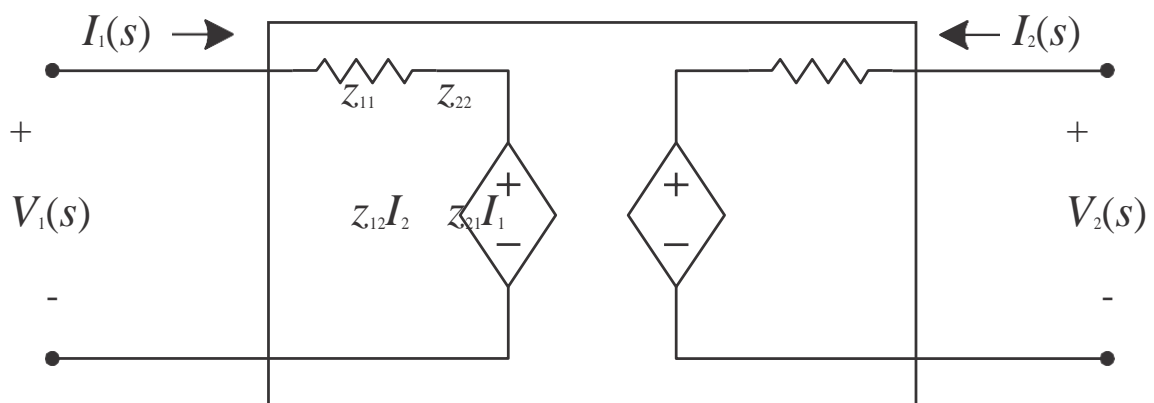 I₁(s) I₂(s)
z₁₁ z₂₂
+ +
+ +
V₁(s) z₁₂I₂ z₂₁I₁ V₂(s)
− −
- -